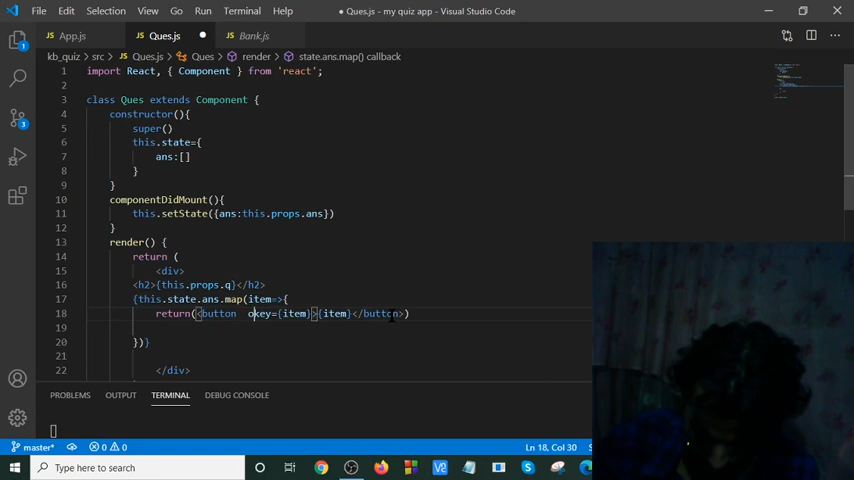 File Edit Selection View Go Run Terminal Help
● Ques.js - my quiz app - Visual Studio Code
App.js Ques.js Bank.js
kb_quiz > src > Ques.js > Ques > render > state.ans.map() callback
1 import React, { Component } from 'react';
2
3 class Ques extends Component {
4 constructor(){
5 super()
6 this.state={
7 ans:[]
8 }
9 }
10 componentDidMount(){
11 this.setState({ans:this.props.ans})
12 }
13 render() {
14 return (
15 <div>
16 <h2>{this.props.q}</h2>
17 {this.state.ans.map(item=>{
18 return(<button okey={item}>{item}</button>)
19
20 })}
21
22 </div>
PROBLEMS OUTPUT TERMINAL DEBUG CONSOLE
master* 0 0 Ln 18, Col 30
Type here to search
1
3